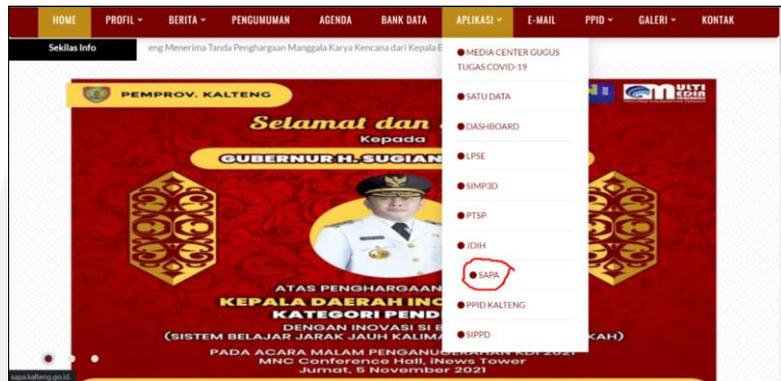 HOME PROFIL BERITA PENGUMUMAN AGENDA BANK DATA APLIKASI E-MAIL PPID GALERI KONTAK
Sekilas Info
eng Menerima Tanda Penghargaan Manggala Karya Kencana dari Kepala
MEDIA CENTER GUGUS
TUGAS COVID-19
SATU DATA
DASHBOARD
LPSE
SIMP3D
PTSP
JDIH
SAPA
PPID KALTENG
SIPPD
PEMPROV. KALTENG
MULTI
MEDIA
Selamat dan
Kepada
GUBERNUR H. SUGIAN
ATAS PENGHARGAAN
KEPALA DAERAH INO
KATEGORI PEND
DENGAN INOVASI SI B
(SISTEM BELAJAR JARAK JAUH KALIMA KAH)
PADA ACARA MALAM PENGANUGERAHAN KDI 2021
MNC Conference Hall, iNews Tower
Jumat, 5 November 2021
sapa.kalteng.go.id